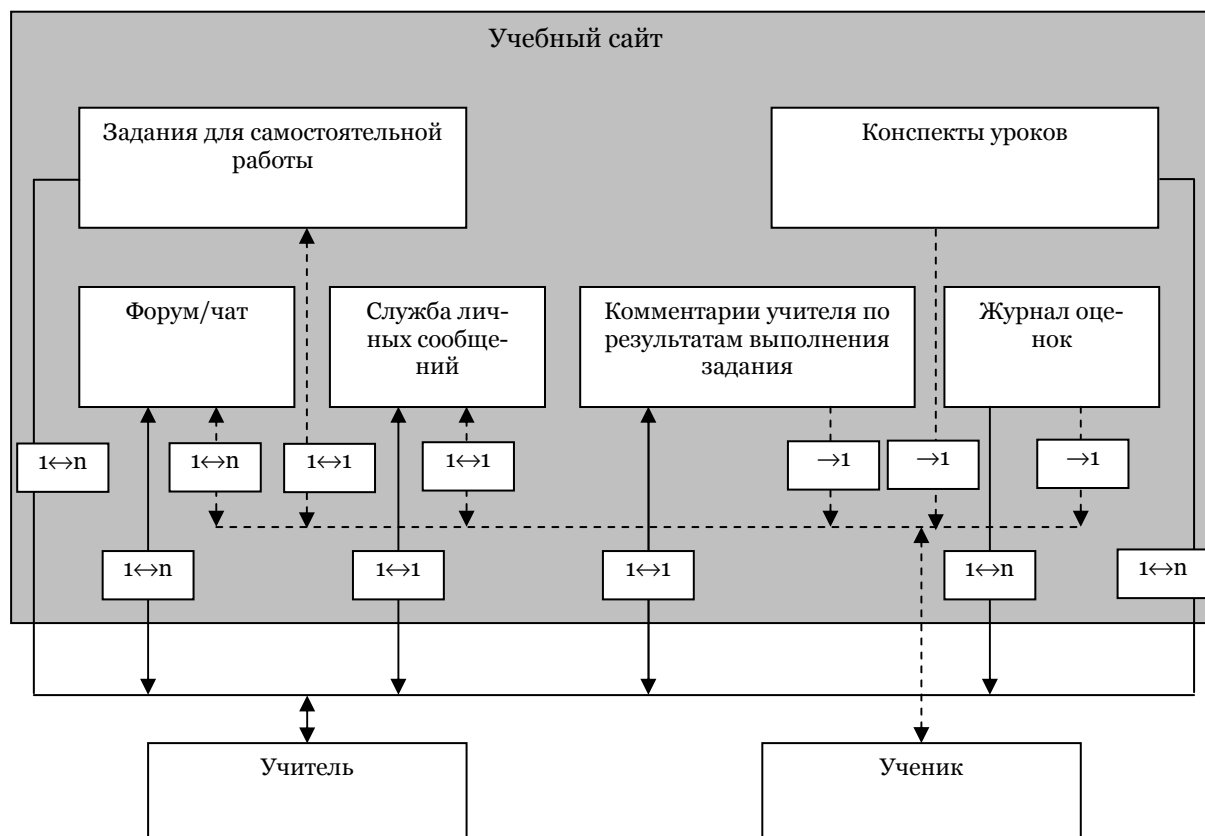 Учебный сайт
Задания для самостоятельной
работы
Конспекты уроков
Форум/чат
Служба лич-
ных сообще-
ний
Комментарии учителя по
результатам выполнения
задания
Журнал оце-
нок
1↔n
1↔n
1↔1
1↔1
→1
→1
→1
1↔n
1↔1
1↔1
1↔n
1↔n
Учитель
Ученик